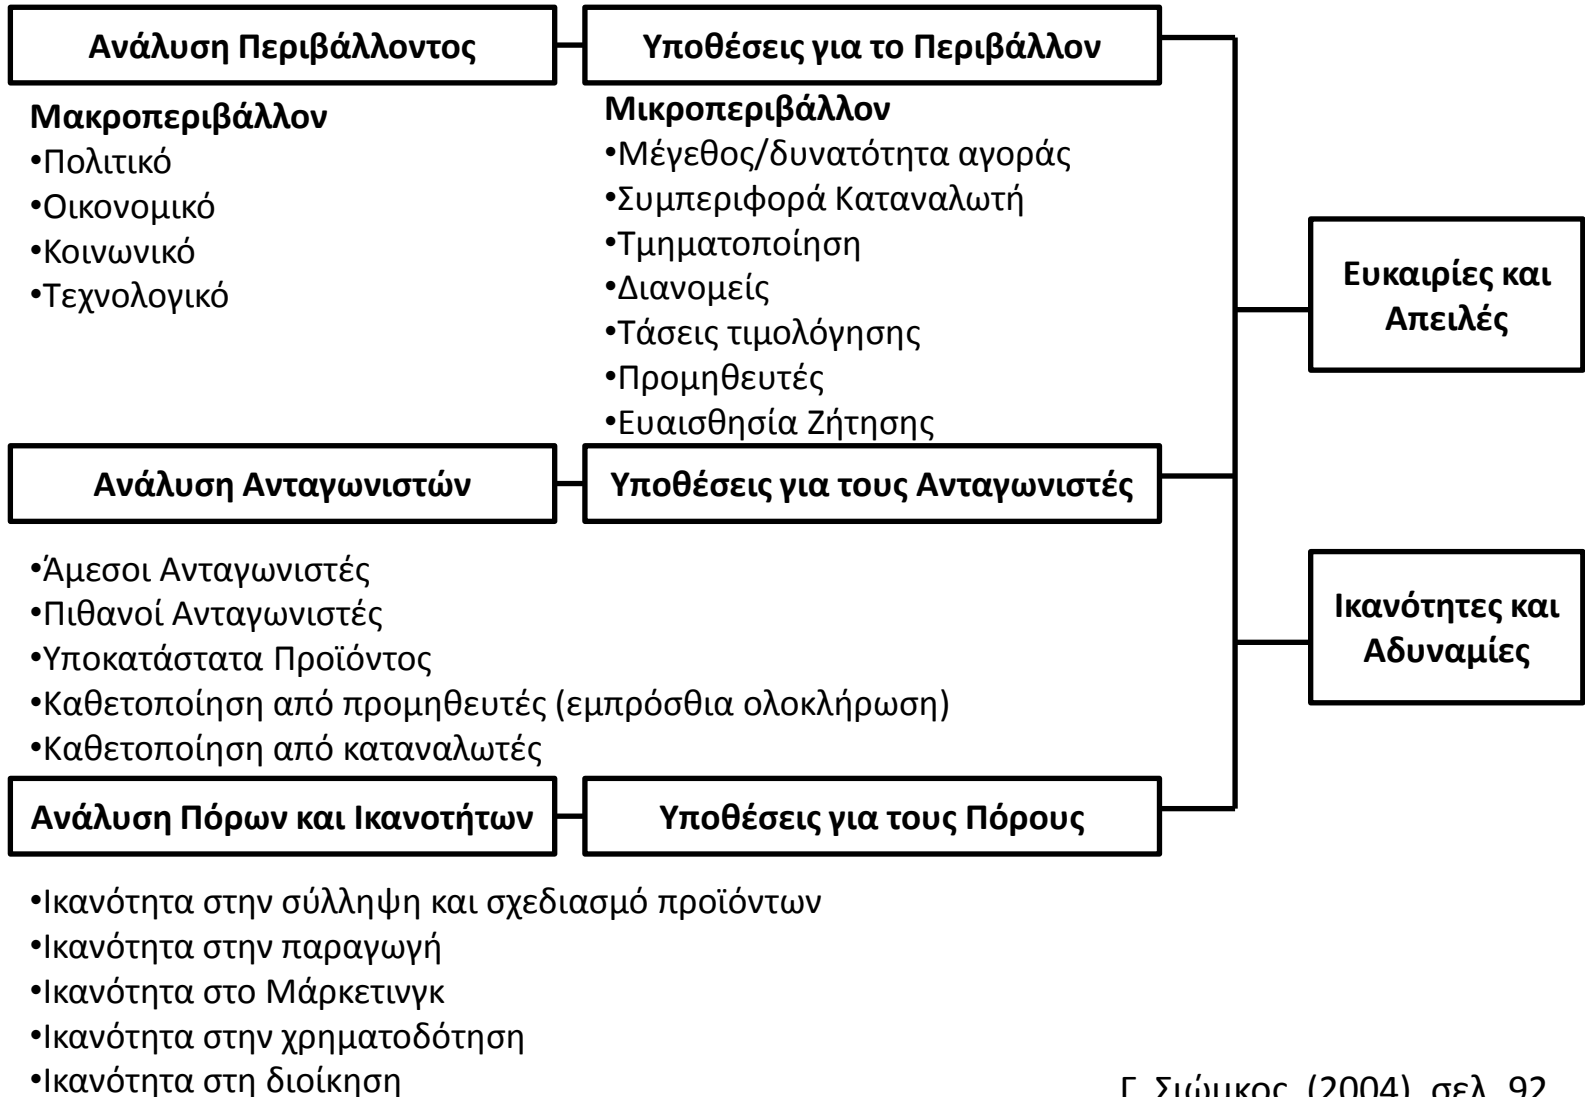 Ανάλυση Περιβάλλοντος
Υποθέσεις για το Περιβάλλον
Μακροπεριβάλλον
•Πολιτικό
•Οικονομικό
•Κοινωνικό
•Τεχνολογικό
Μικροπεριβάλλον
•Μέγεθος/δυνατότητα αγοράς
•Συμπεριφορά Καταναλωτή
•Τμηματοποίηση
•Διανομείς
•Τάσεις τιμολόγησης
•Προμηθευτές
•Ευαισθησία Ζήτησης
Ευκαιρίες και
Απειλές
Ανάλυση Ανταγωνιστών
Υποθέσεις για τους Ανταγωνιστές
•Άμεσοι Ανταγωνιστές
•Πιθανοί Ανταγωνιστές
•Υποκατάστατα Προϊόντος
•Καθετοποίηση από προμηθευτές (εμπρόσθια ολοκλήρωση)
•Καθετοποίηση από καταναλωτές
Ικανότητες και
Αδυναμίες
Ανάλυση Πόρων και Ικανοτήτων
Υποθέσεις για τους Πόρους
•Ικανότητα στην σύλληψη και σχεδιασμό προϊόντων
•Ικανότητα στην παραγωγή
•Ικανότητα στο Μάρκετινγκ
•Ικανότητα στην χρηματοδότηση
•Ικανότητα στη διοίκηση
Γ. Σιώμκος, (2004), σελ. 92